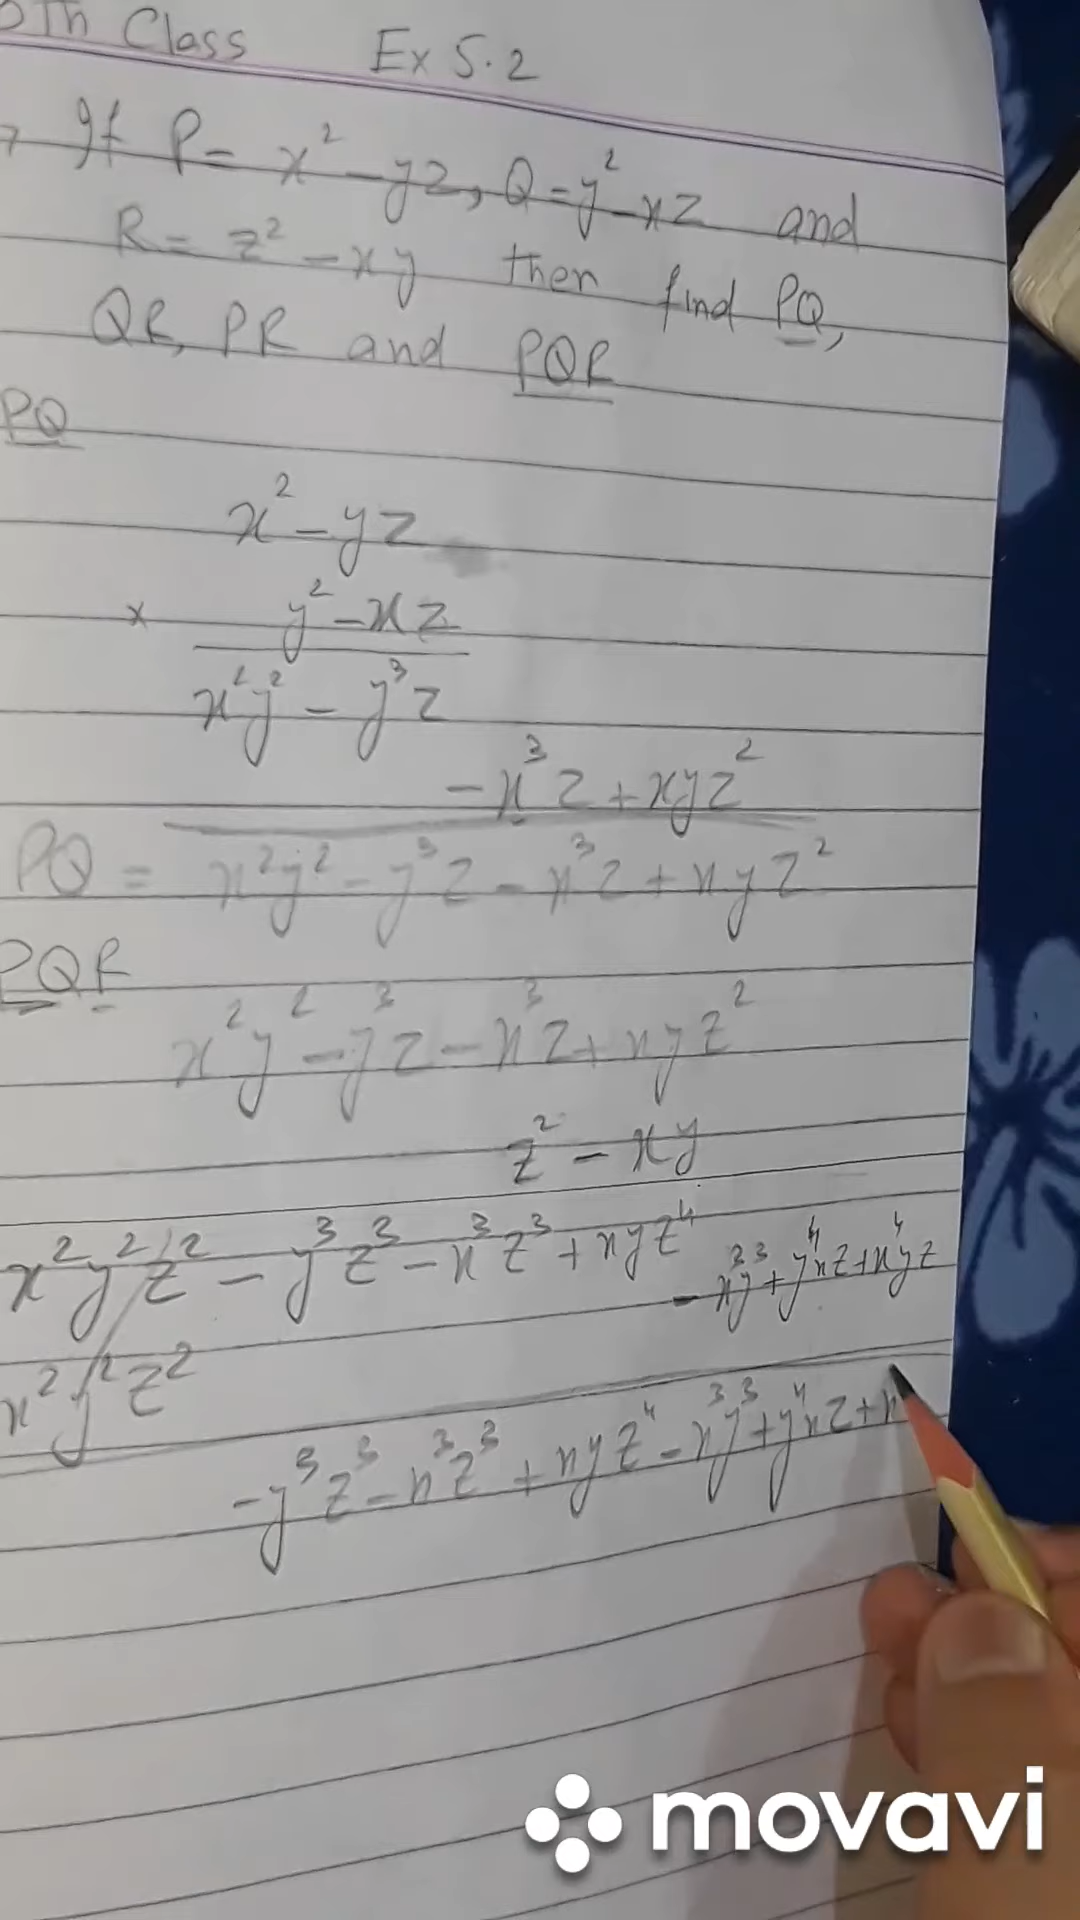 0Th Class Ex 5.2
If P = x² - yz, Q = y² - xz and
R = z² - xy then find PQ,
QR, PR and PQR
PQ
x² - yz
× y² - xz
x²y² - y³z
- x³z + xyz²
PQ = x²y² - y³z - x³z + xyz²
PQR
x²y² - y³z - x³z + xyz²
z² - xy
x²y²z² - y³z³ - x³z³ + xyz⁴
- x³y³ + y⁴xz + x⁴yz
x²y²z²
- y³z³ - x³z³ + xyz⁴ - x³y³ + y⁴xz + x
movavi